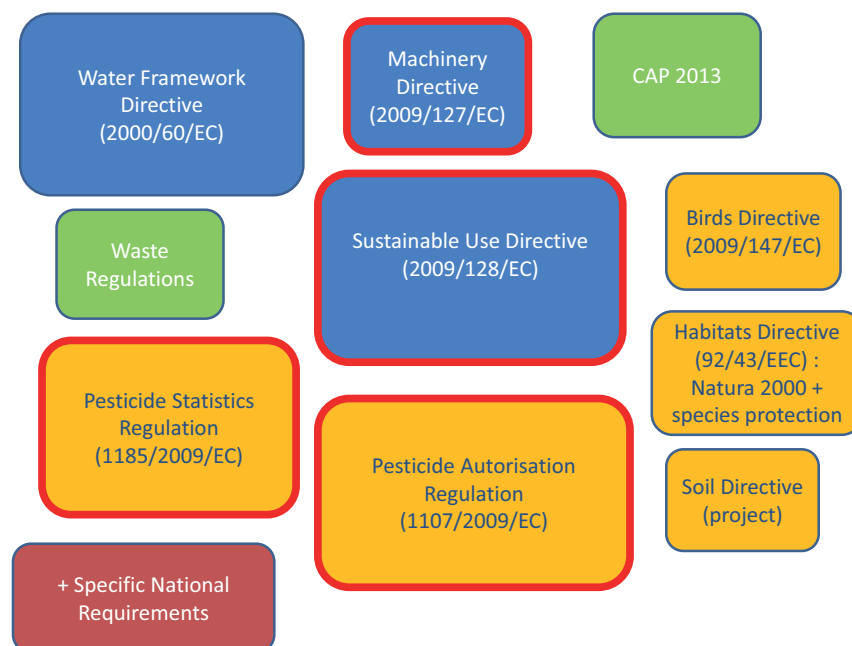 Water Framework
Directive
(2000/60/EC)
Machinery
Directive
(2009/127/EC)
CAP 2013
Waste
Regulations
Sustainable Use Directive
(2009/128/EC)
Birds Directive
(2009/147/EC)
Habitats Directive
(92/43/EEC) :
Natura 2000 +
species protection
Pesticide Statistics
Regulation
(1185/2009/EC)
Pesticide Autorisation
Regulation
(1107/2009/EC)
Soil Directive
(project)
+ Specific National
Requirements